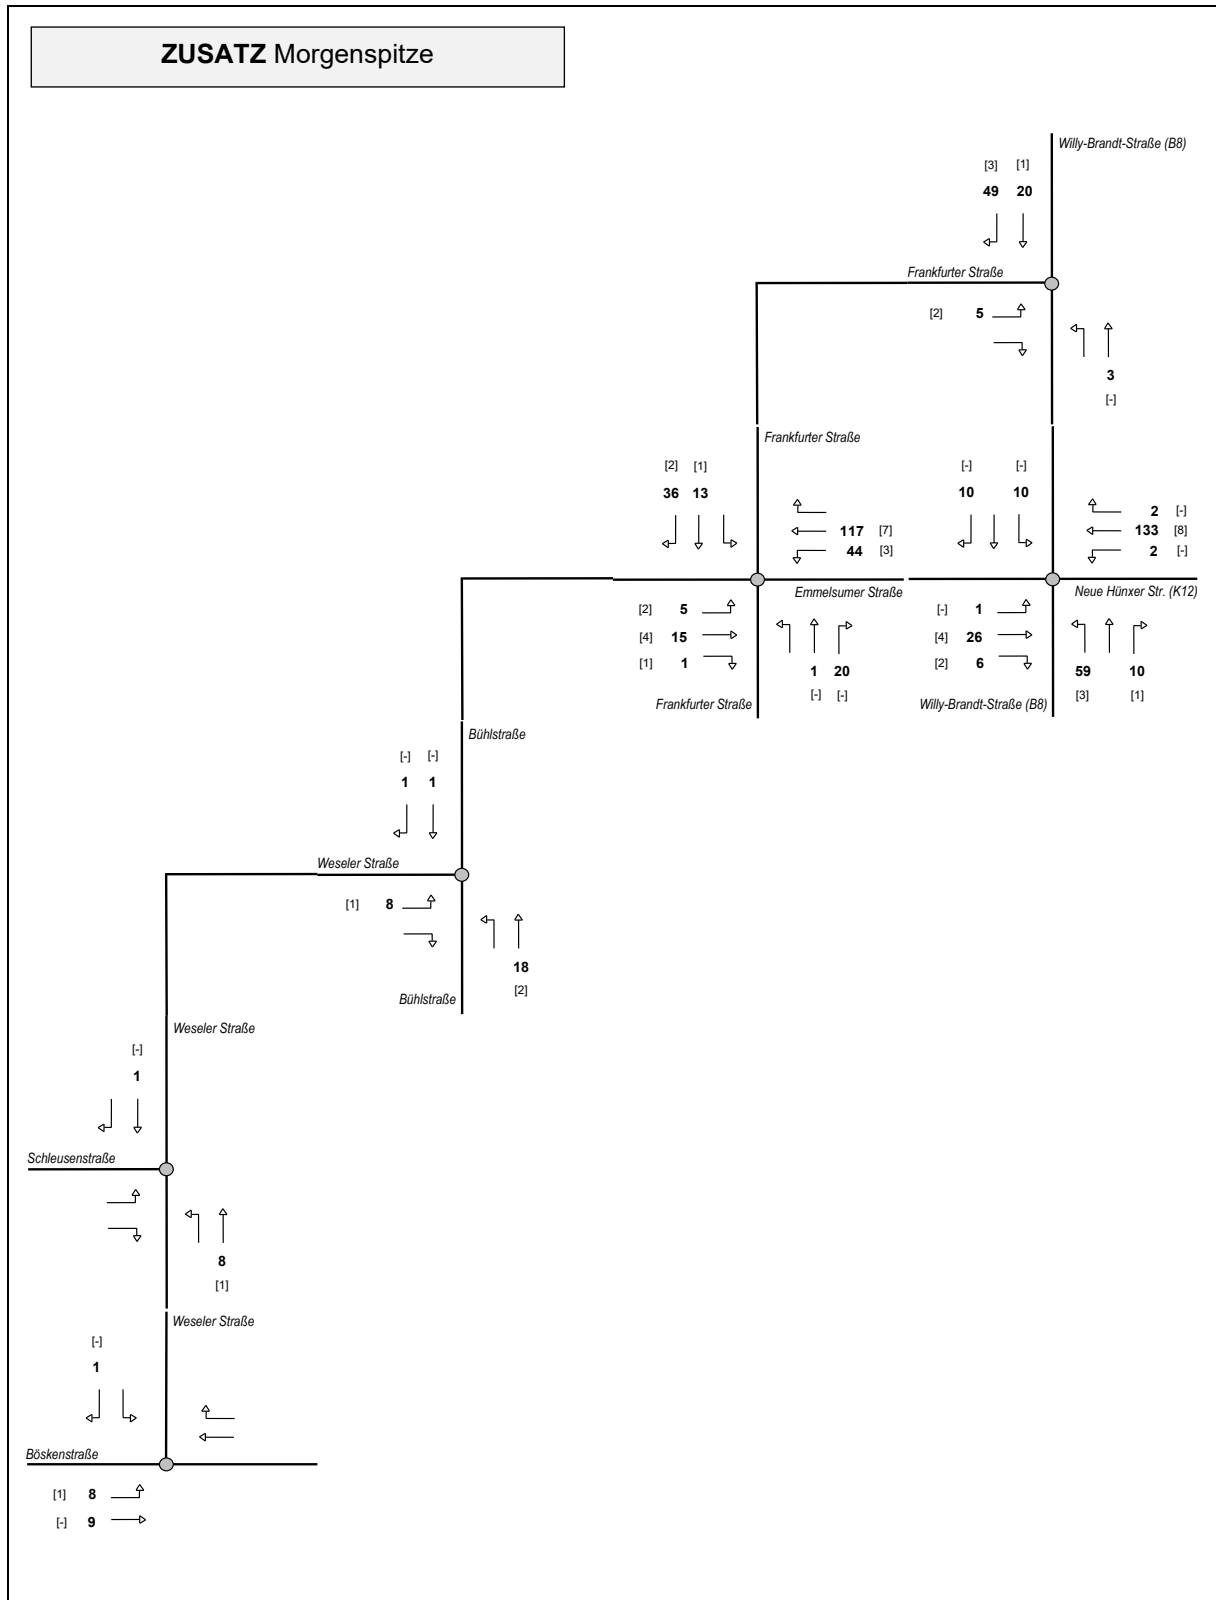 ZUSATZ Morgenspitze
Willy-Brandt-Straße (B8)
[3] [1]
49 20
Frankfurter Straße
[2] 5
3
[-]
Frankfurter Straße
[2] [1]
36 13
117 [7]
44 [3]
[-] [-]
10 10
2 [-]
133 [8]
2 [-]
Emmelsumer Straße
Neue Hünxer Str. (K12)
[2] 5
[4] 15
[1] 1
1 20
[-] [-]
Frankfurter Straße
[-] 1
[4] 26
[2] 6
59 10
[3] [1]
Willy-Brandt-Straße (B8)
Bühlstraße
[-] [-]
1 1
Weseler Straße
[1] 8
18
[2]
Bühlstraße
Weseler Straße
[-]
1
Schleusenstraße
8
[1]
Weseler Straße
[-]
1
Böskenstraße
[1] 8
[-] 9